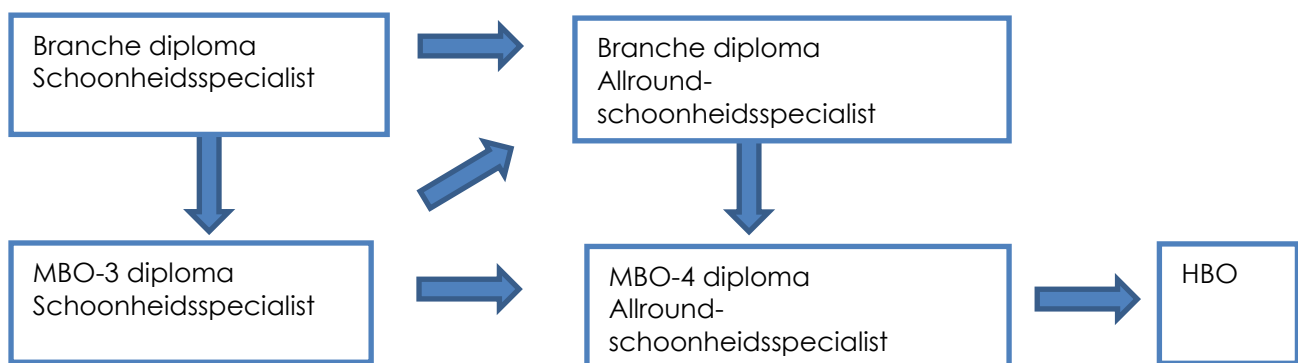 Branche diploma
Schoonheidsspecialist
Branche diploma
Allround-
schoonheidsspecialist
MBO-3 diploma
Schoonheidsspecialist
MBO-4 diploma
Allround-
schoonheidsspecialist
HBO